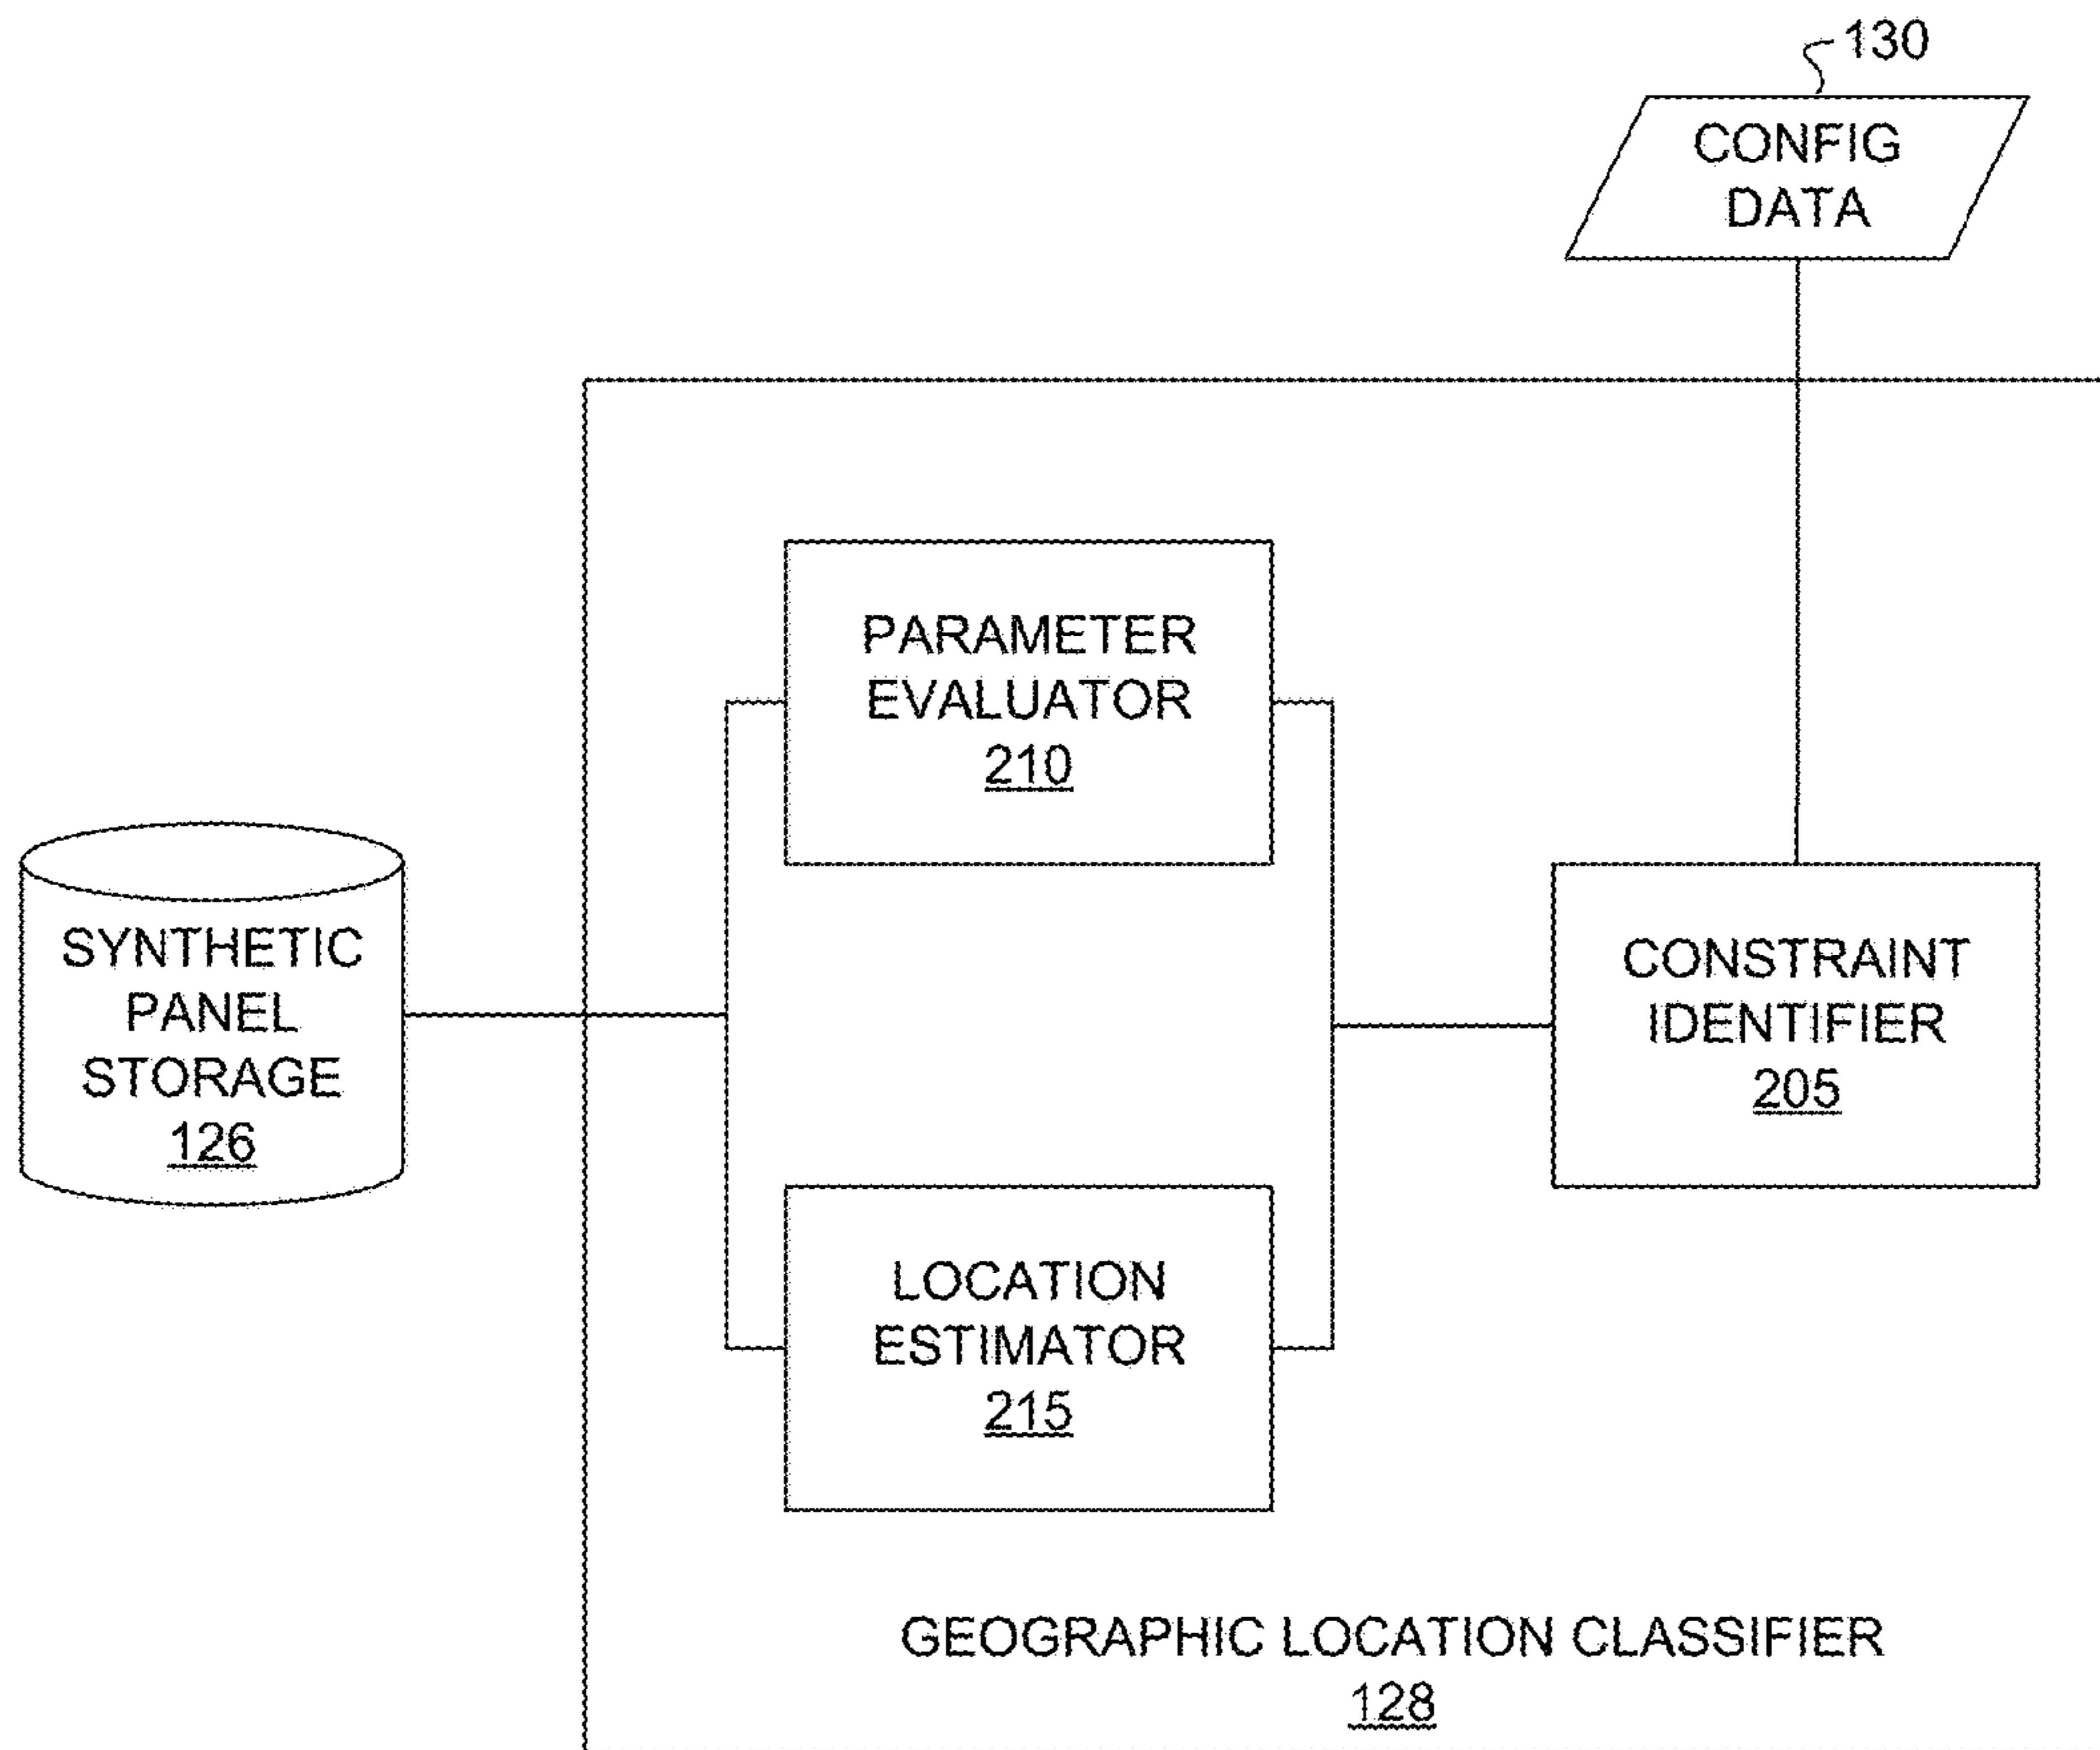 130
CONFIG
DATA
PARAMETER
EVALUATOR
210
SYNTHETIC
PANEL
STORAGE
126
CONSTRAINT
IDENTIFIER
205
LOCATION
ESTIMATOR
215
GEOGRAPHIC LOCATION CLASSIFIER
128